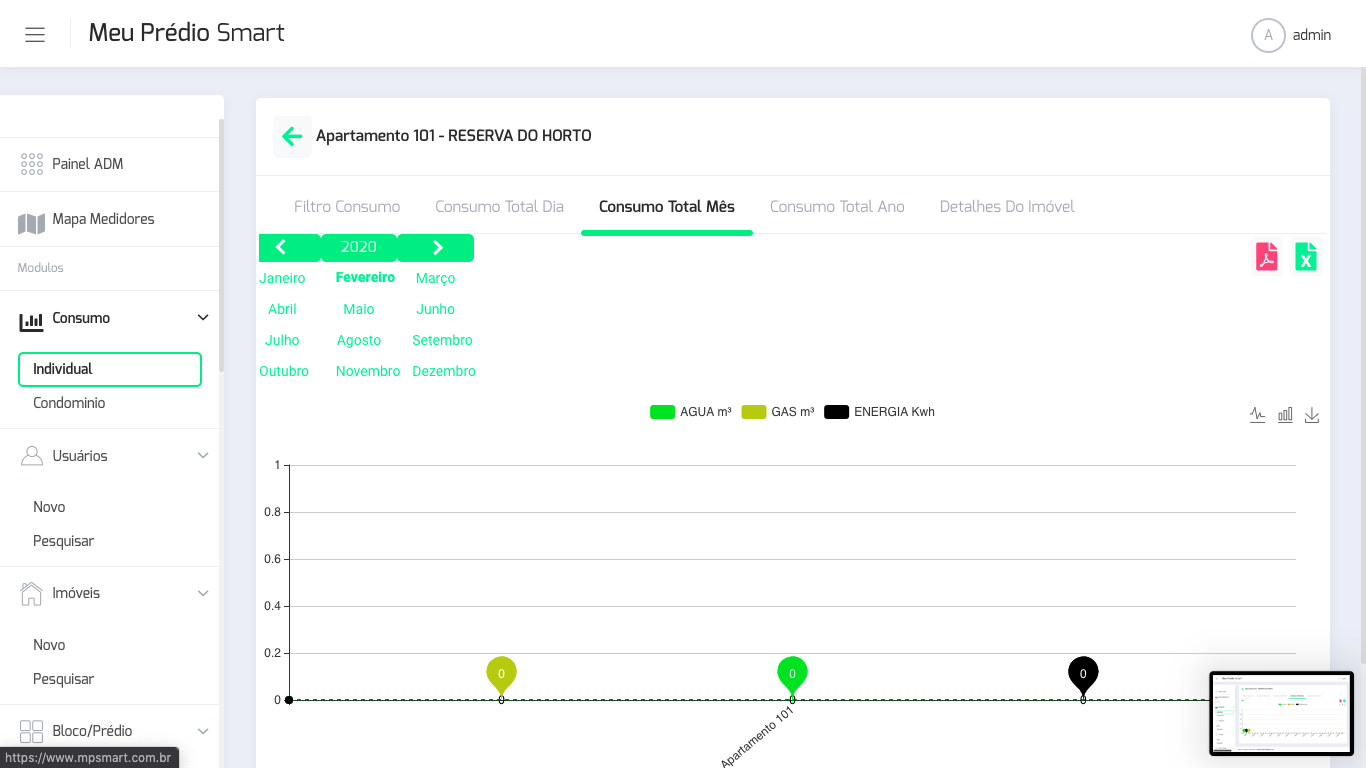 Meu Prédio Smart
A admin
Painel ADM
Mapa Medidores
Modulos
Consumo
Individual
Condominio
Usuários
Novo
Pesquisar
Imóveis
Novo
Pesquisar
Bloco/Prédio
https://www.mpsmart.com.br
Apartamento 101 - RESERVA DO HORTO
Filtro Consumo Consumo Total Dia Consumo Total Mês Consumo Total Ano Detalhes Do Imóvel
2020
Janeiro Fevereiro Março
Abril Maio Junho
Julho Agosto Setembro
Outubro Novembro Dezembro
AGUA m³ GAS m³ ENERGIA Kwh
1
0.8
0.6
0.4
0.2
0 0 0
0 0 0 0
Apartamento 101